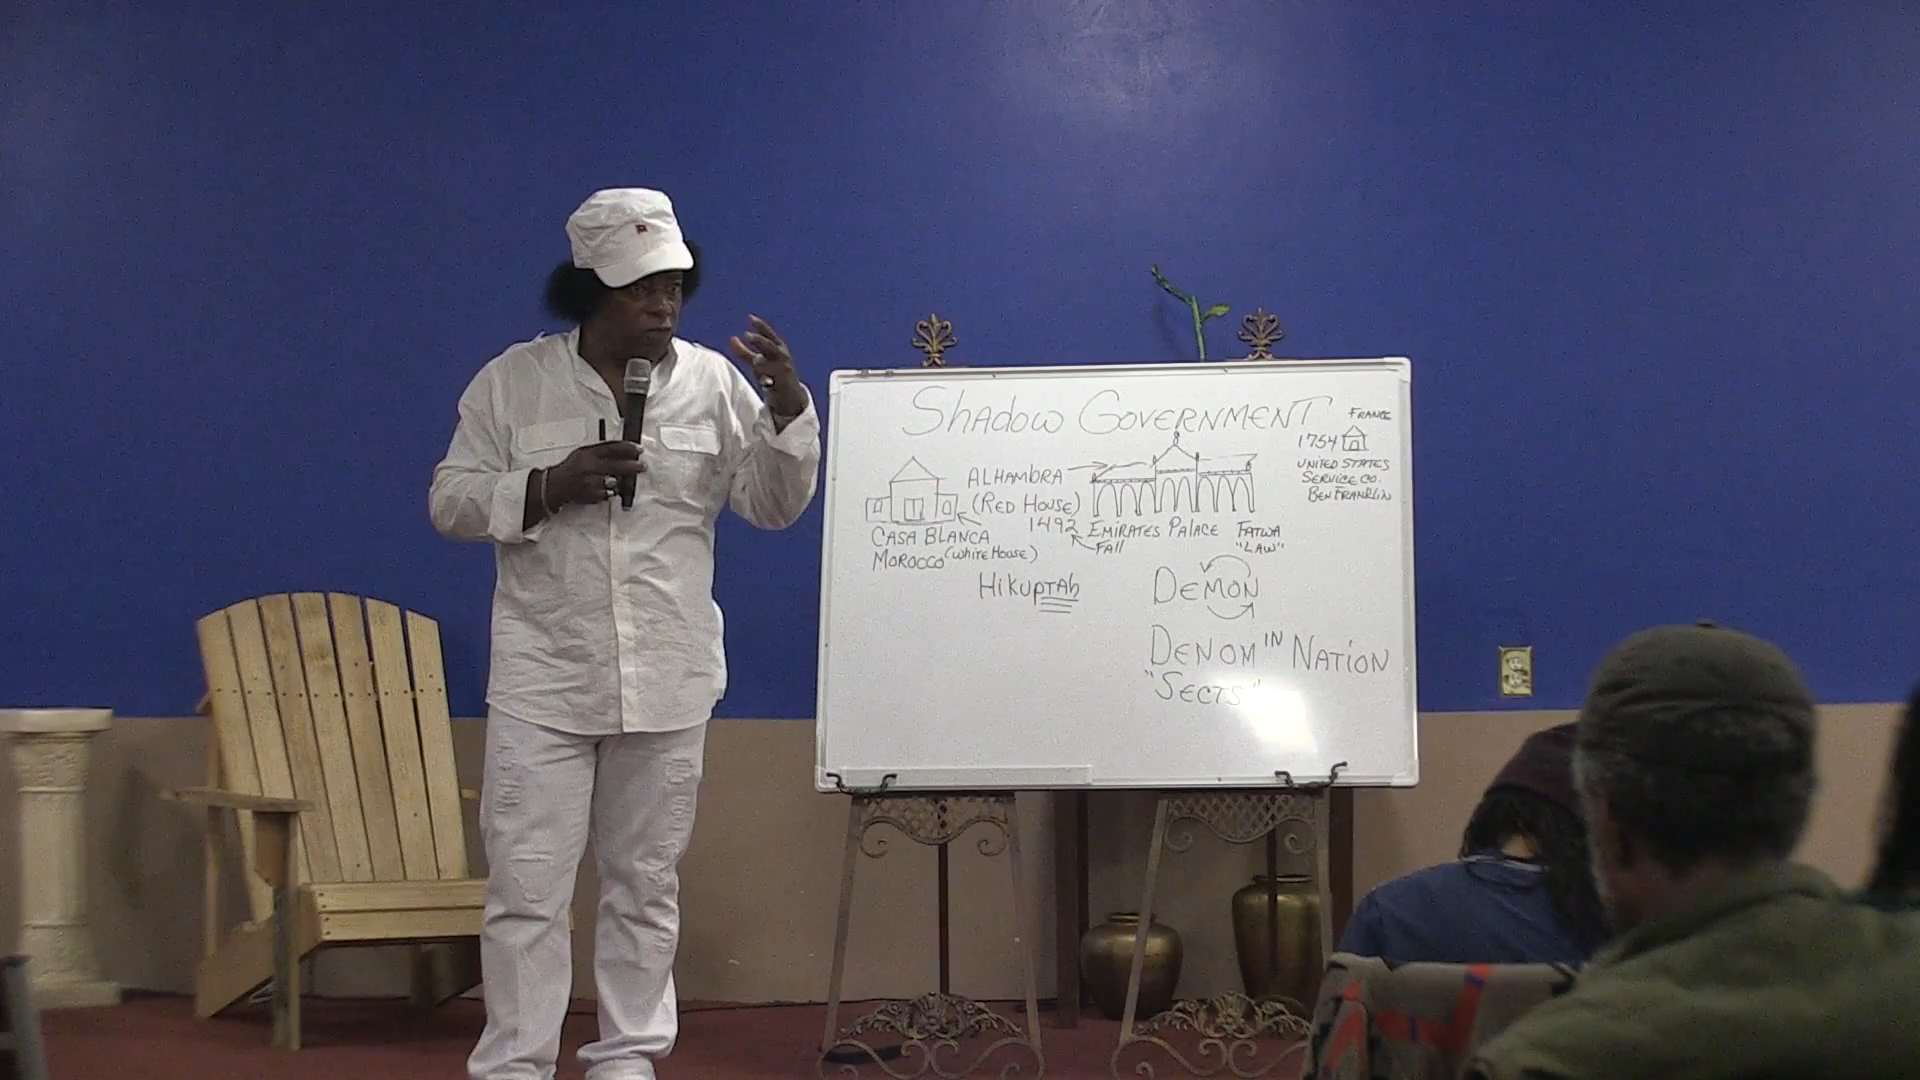 Shadow Government
France
1754
United States
Service Co.
Ben Franklin
Alhambra
(Red House)
1492
Fall
Casa Blanca
Morocco (White House)
Emirates Palace
Fatwa
"Law"
Hikuptah
Demon
Denom in Nation
"Sects"